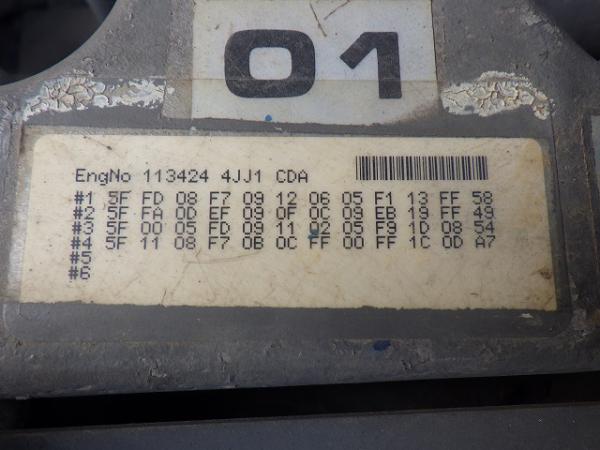 01
EngNo 113424 4JJ1 CDA
#1 5F FD 08 F7 09 12 06 05 F1 13 FF 58
#2 5F FA 0D EF 09 0F 0C 09 EB 19 FF 49
#3 5F 00 05 FD 09 11 02 05 F9 1D 08 54
#4 5F 11 08 F7 0B 0C FF 00 FF 1C 0D A7
#5
#6